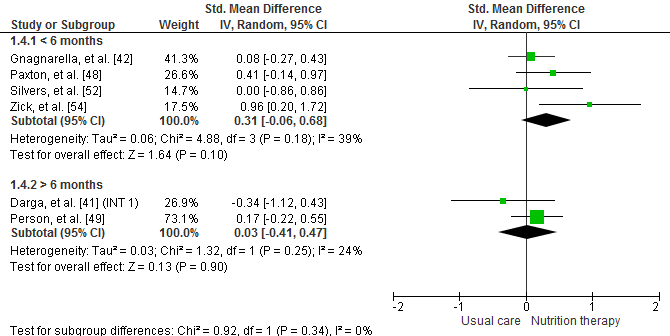 Std. Mean Difference Std. Mean Difference
Study or Subgroup Weight IV, Random, 95% CI IV, Random, 95% CI
1.4.1 < 6 months
Gnagnarella, et al. [42] 41.3% 0.08 [-0.27, 0.43]
Paxton, et al. [48] 26.6% 0.41 [-0.14, 0.97]
Silvers, et al. [52] 14.7% 0.00 [-0.86, 0.86]
Zick, et al. [54] 17.5% 0.96 [0.20, 1.72]
Subtotal (95% CI) 100.0% 0.31 [-0.06, 0.68]
Heterogeneity: Tau² = 0.06; Chi² = 4.88, df = 3 (P = 0.18); I² = 39%
Test for overall effect: Z = 1.64 (P = 0.10)
1.4.2 > 6 months
Darga, et al. [41] (INT 1) 26.9% -0.34 [-1.12, 0.43]
Person, et al. [49] 73.1% 0.17 [-0.22, 0.55]
Subtotal (95% CI) 100.0% 0.03 [-0.41, 0.47]
Heterogeneity: Tau² = 0.03; Chi² = 1.32, df = 1 (P = 0.25); I² = 24%
Test for overall effect: Z = 0.13 (P = 0.90)
-2 -1 0 1 2
Usual care Nutrition therapy
Test for subgroup differences: Chi² = 0.92, df = 1 (P = 0.34), I² = 0%